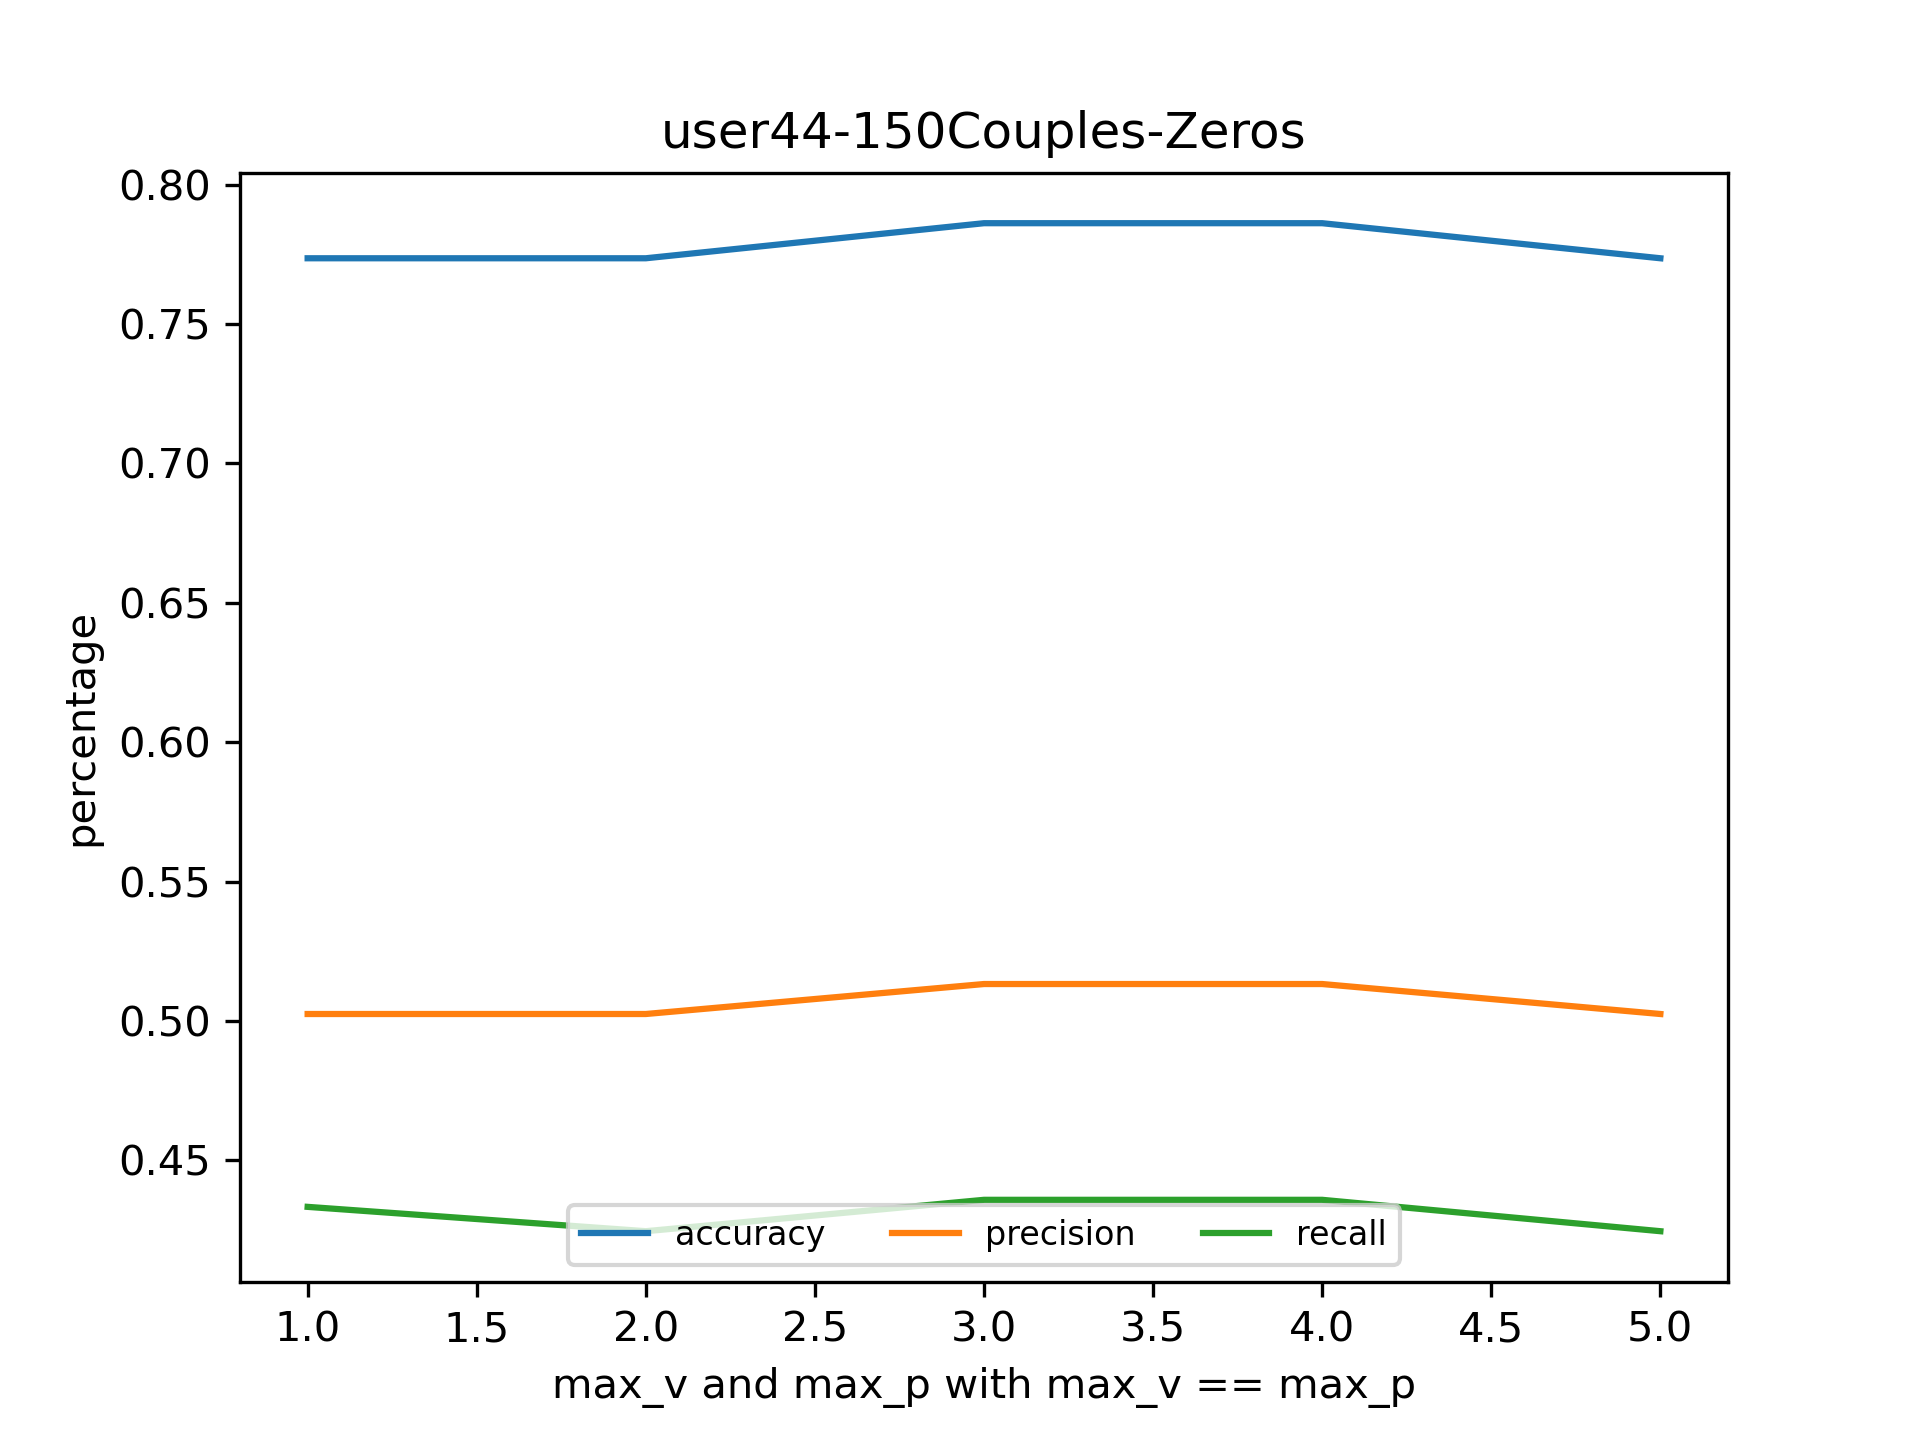 user44-150Couples-Zeros
0.80
0.75
0.70
0.65
0.60
0.55
0.50
0.45
percentage
accuracy precision recall
1.0 1.5 2.0 2.5 3.0 3.5 4.0 4.5 5.0
max_v and max_p with max_v == max_p